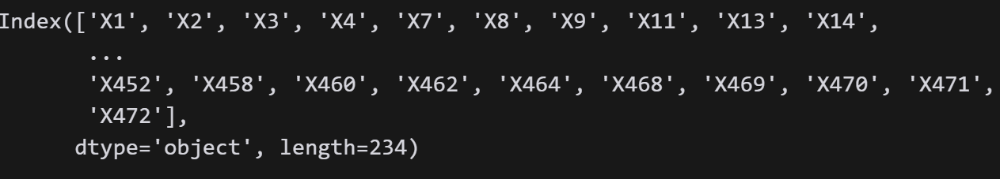 Index(['X1', 'X2', 'X3', 'X4', 'X7', 'X8', 'X9', 'X11', 'X13', 'X14',
...
'X452', 'X458', 'X460', 'X462', 'X464', 'X468', 'X469', 'X470', 'X471',
'X472'],
dtype='object', length=234)